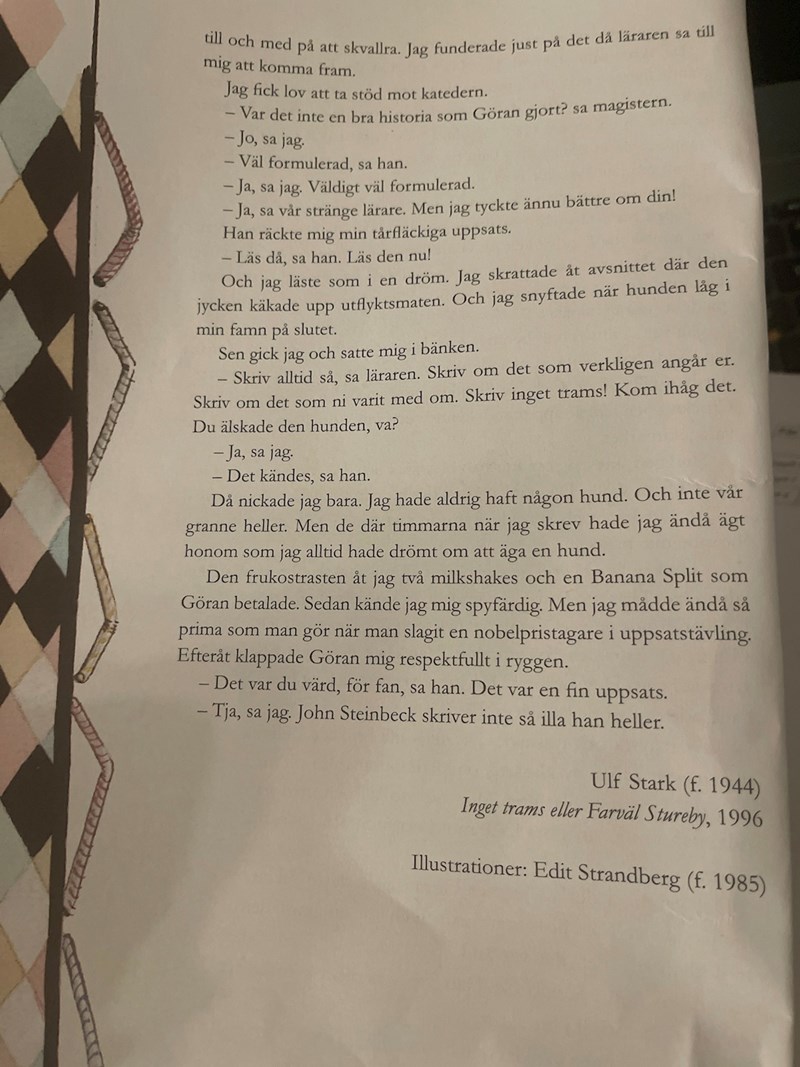 till och med på att skvallra. Jag funderade just på det då läraren sa till
mig att komma fram.
Jag fick lov att ta stöd mot katedern.
– Var det inte en bra historia som Göran gjort? sa magistern.
– Jo, sa jag.
– Väl formulerad, sa han.
– Ja, sa jag. Väldigt väl formulerad.
– Ja, sa vår stränge lärare. Men jag tyckte ännu bättre om din!
Han räckte mig min tårfläckiga uppsats.
– Läs då, sa han. Läs den nu!
Och jag läste som i en dröm. Jag skrattade åt avsnittet där den
jycken käkade upp utflyktsmaten. Och jag snyftade när hunden låg i
min famn på slutet.
Sen gick jag och satte mig i bänken.
– Skriv alltid så, sa läraren. Skriv om det som verkligen angår er.
Skriv om det som ni varit med om. Skriv inget trams! Kom ihåg det.
Du älskade den hunden, va?
– Ja, sa jag.
– Det kändes, sa han.
Då nickade jag bara. Jag hade aldrig haft någon hund. Och inte vår
granne heller. Men de där timmarna när jag skrev hade jag ändå ägt
honom som jag alltid hade drömt om att äga en hund.
Den frukostrasten åt jag två milkshakes och en Banana Split som
Göran betalade. Sedan kände jag mig spyfärdig. Men jag mådde ändå så
prima som man gör när man slagit en nobelpristagare i uppsatstävling.
Efteråt klappade Göran mig respektfullt i ryggen.
– Det var du värd, för fan, sa han. Det var en fin uppsats.
– Tja, sa jag. John Steinbeck skriver inte så illa han heller.
Ulf Stark (f. 1944)
Inget trams eller Farväl Stureby, 1996
Illustrationer: Edit Strandberg (f. 1985)